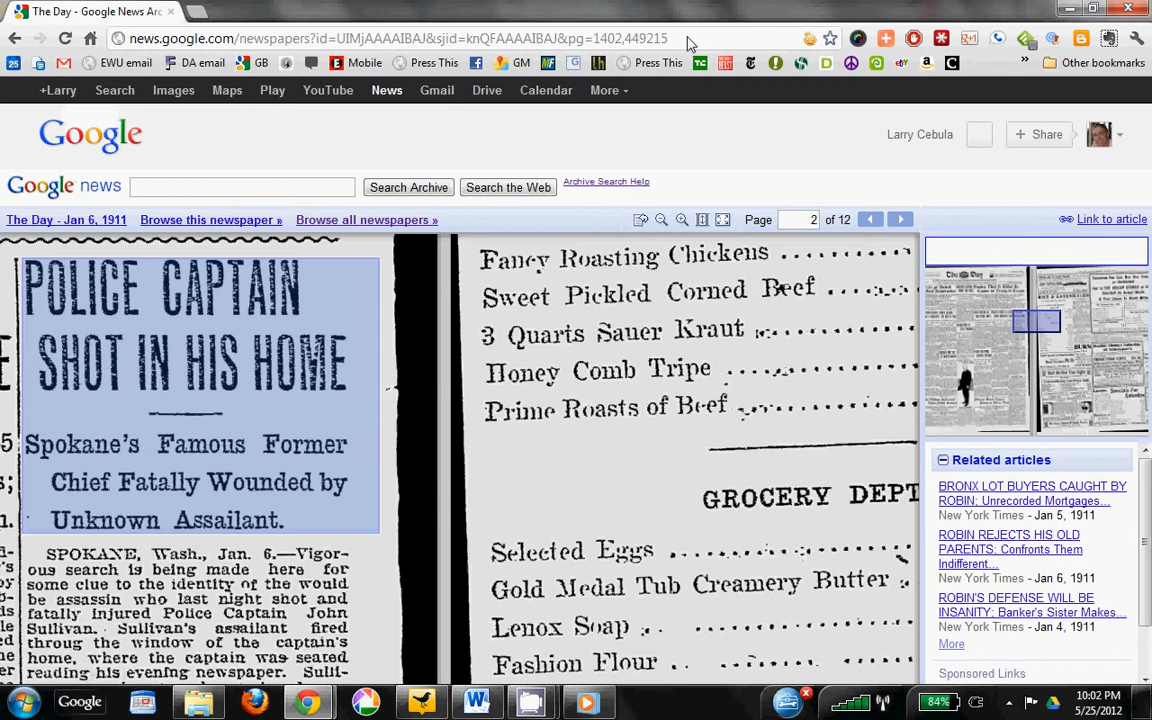 The Day - Google News Arc
news.google.com/newspapers?id=UIMjAAAAIBAJ&sjid=knQFAAAAIBAJ&pg=1402,449215
EWU email
DA email
GB
Mobile
Press This
GM
Press This
Other bookmarks
+Larry Search Images Maps Play YouTube News Gmail Drive Calendar More
Google
Larry Cebula
+ Share
Google news
Search Archive
Search the Web
Archive Search Help
The Day - Jan 6, 1911
Browse this newspaper »
Browse all newspapers »
Page 2 of 12
Link to article
POLICE CAPTAIN
SHOT IN HIS HOME
Spokane's Famous Former
Chief Fatally Wounded by
Unknown Assailant.
SPOKANE, Wash., Jan. 6.—Vigor-
ous search is being made here for
some clue to the identity of the would
be assassin who last night shot and
fatally injured Police Captain John
Sullivan. Sullivan's assailant fired
throug the window of the captain's
home, where the captain was seated
reading his evening newspaper. Sulli-
Fancy Roasting Chickens
Sweet Pickled Corned Beef
3 Quarts Sauer Kraut
Honey Comb Tripe
Prime Roasts of Beef
GROCERY DEPT
Selected Eggs
Gold Medal Tub Creamery Butter
Lenox Soap
Fashion Flour
The Day
Related articles
BRONX LOT BUYERS CAUGHT BY
ROBIN; Unrecorded Mortgages...
New York Times - Jan 5, 1911
ROBIN REJECTS HIS OLD
PARENTS; Confronts Them
Indifferent...
New York Times - Jan 6, 1911
ROBIN'S DEFENSE WILL BE
INSANITY; Banker's Sister Makes...
New York Times - Jan 4, 1911
More
Sponsored Links
Google
84%
10:02 PM
5/25/2012